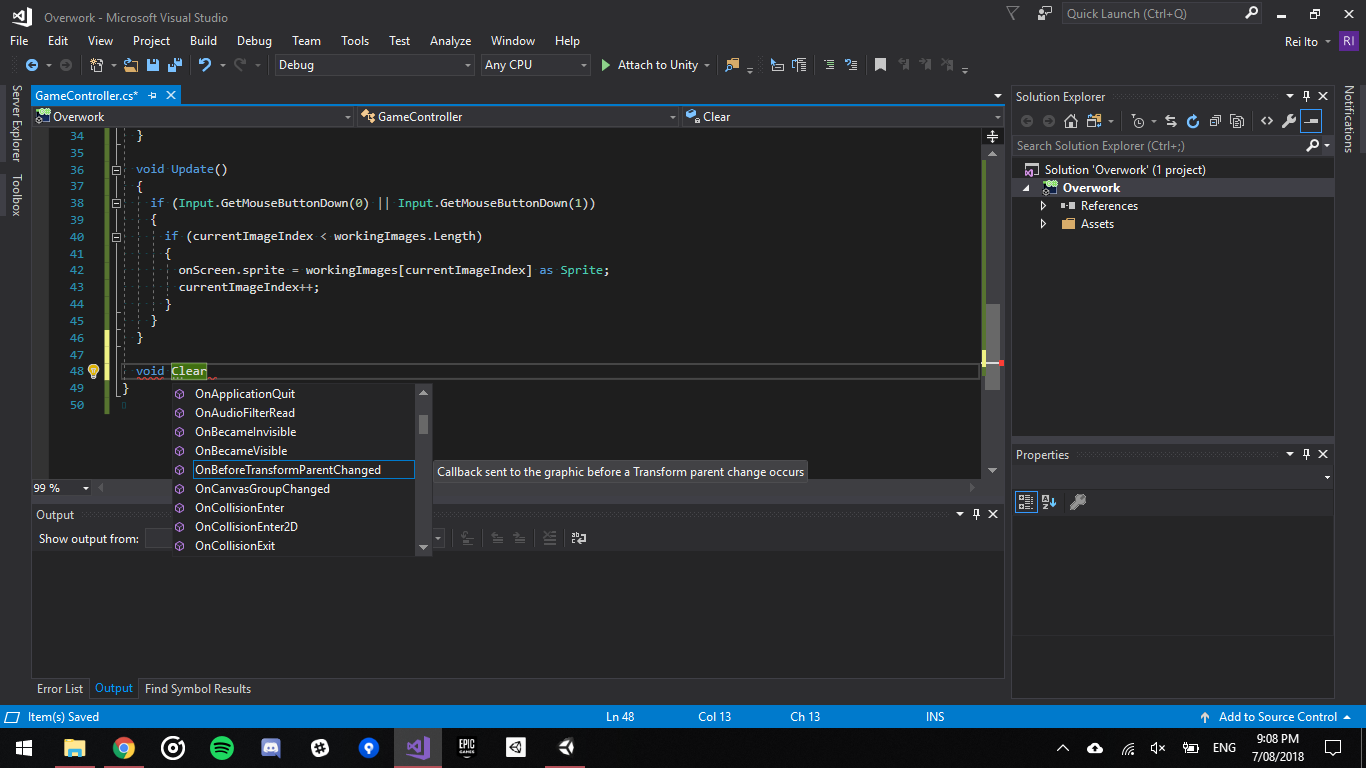 Overwork - Microsoft Visual Studio
Quick Launch (Ctrl+Q)
File Edit View Project Build Debug Team Tools Test Analyze Window Help
Rei Ito RI
Debug Any CPU Attach to Unity
Server Explorer
Toolbox
GameController.cs*
Overwork GameController Clear
34 }
35
36 void Update()
37 {
38 if (Input.GetMouseButtonDown(0) || Input.GetMouseButtonDown(1))
39 {
40 if (currentImageIndex < workingImages.Length)
41 {
42 onScreen.sprite = workingImages[currentImageIndex] as Sprite;
43 currentImageIndex++;
44 }
45 }
46 }
47
48 void Clear
49 }
50
OnApplicationQuit
OnAudioFilterRead
OnBecameInvisible
OnBecameVisible
OnBeforeTransformParentChanged
Callback sent to the graphic before a Transform parent change occurs
OnCanvasGroupChanged
OnCollisionEnter
OnCollisionEnter2D
OnCollisionExit
99 %
Output
Show output from:
Error List Output Find Symbol Results
Solution Explorer
Search Solution Explorer (Ctrl+;)
Solution 'Overwork' (1 project)
Overwork
References
Assets
Properties
Notifications
Item(s) Saved Ln 48 Col 13 Ch 13 INS Add to Source Control
EPIC
GAMES
ENG
9:08 PM
7/08/2018